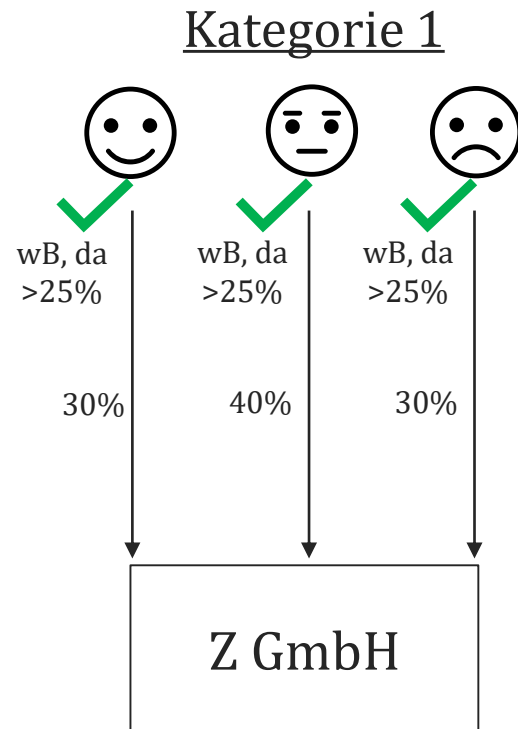 Kategorie 1
wB, da
>25%
wB, da
>25%
wB, da
>25%
30%
40%
30%
Z GmbH